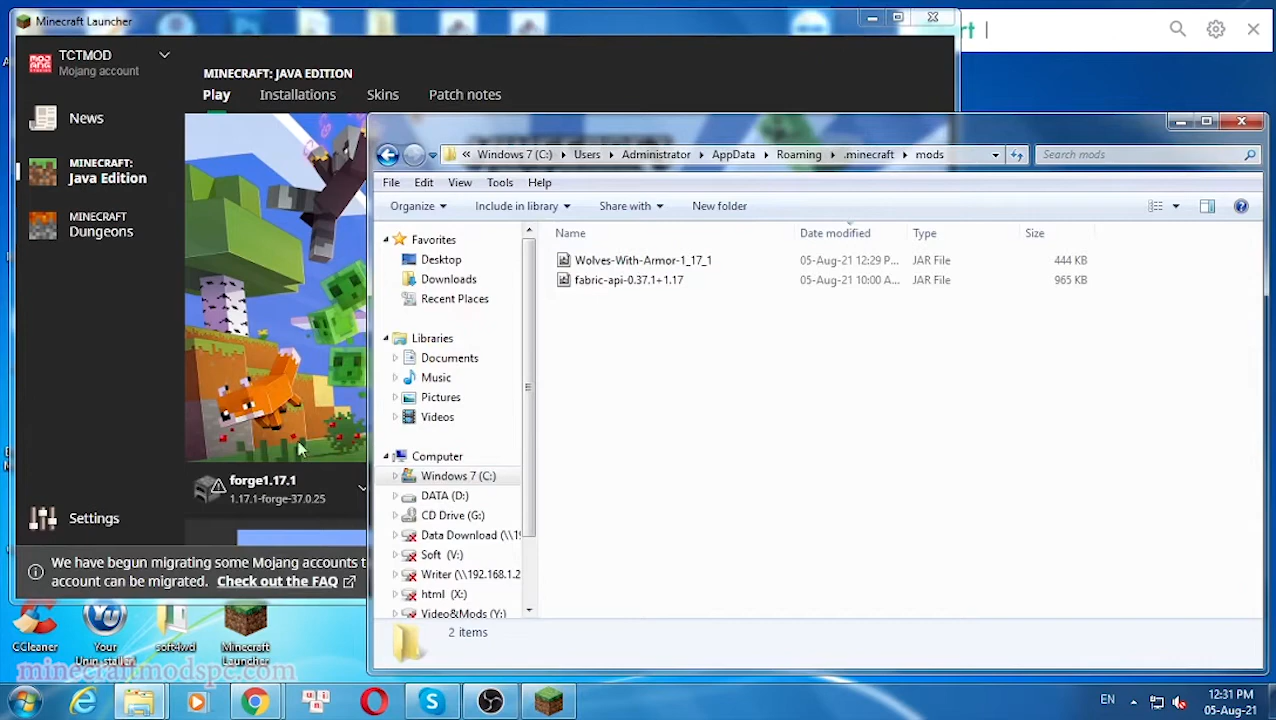 Minecraft Launcher
TCTMOD
Mojang account
News
MINECRAFT:
Java Edition
MINECRAFT
Dungeons
Settings
MINECRAFT: JAVA EDITION
Play Installations Skins Patch notes
forge1.17.1
1.17.1-forge-37.0.25
We have begun migrating some Mojang accounts t
account can be migrated. Check out the FAQ
« Windows 7 (C:) Users Administrator AppData Roaming .minecraft mods
Search mods
File Edit View Tools Help
Organize Include in library Share with New folder
Favorites
Desktop
Downloads
Recent Places
Libraries
Documents
Music
Pictures
Videos
Computer
Windows 7 (C:)
DATA (D:)
CD Drive (G:)
Data Download (\\19
Soft (V:)
Writer (\\192.168.1.2
html (X:)
Video&Mods (Y:)
Name Date modified Type Size
Wolves-With-Armor-1_17_1 05-Aug-21 12:29 P... JAR File 444 KB
fabric-api-0.37.1+1.17 05-Aug-21 10:00 A... JAR File 965 KB
2 items
CCleaner
Your
Unin staller
soft4wd
Minecraft
Launcher
minecraftmodspc.com
EN
12:31 PM
05-Aug-21